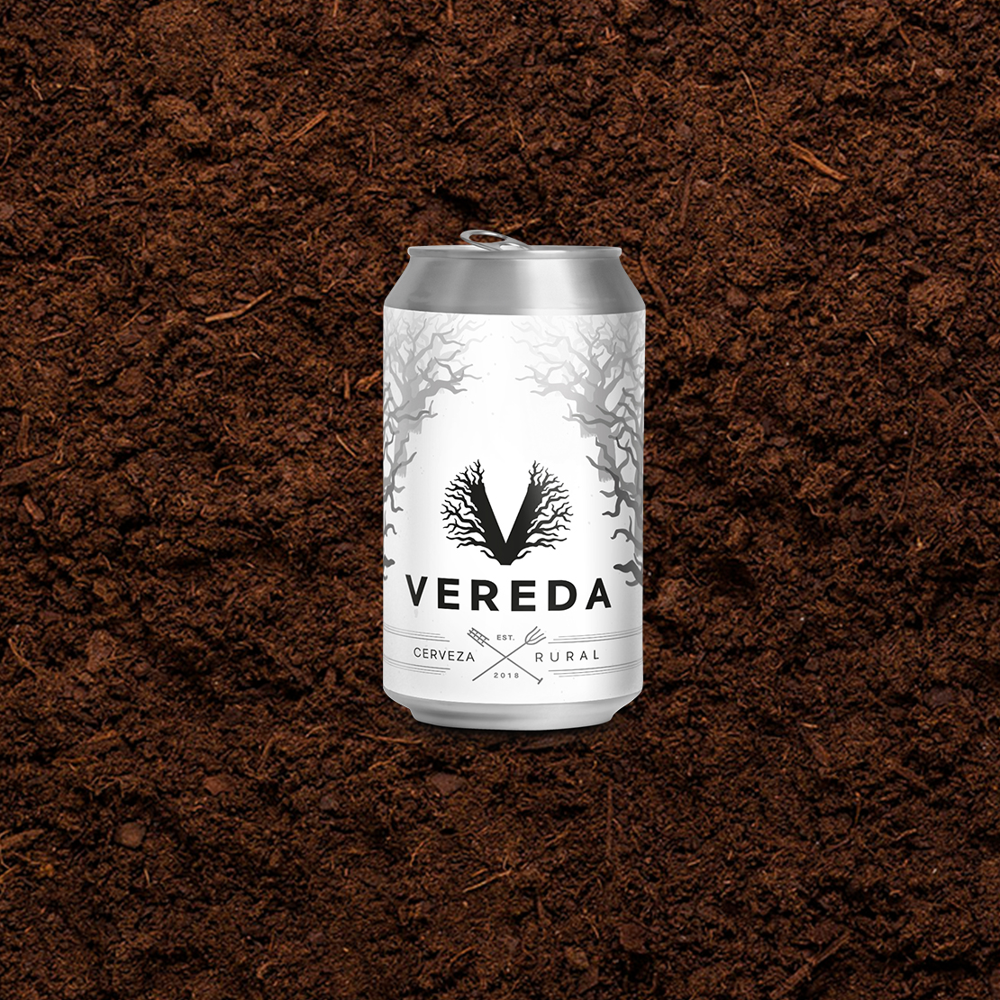 VEREDA
EST.
CERVEZA RURAL
2018